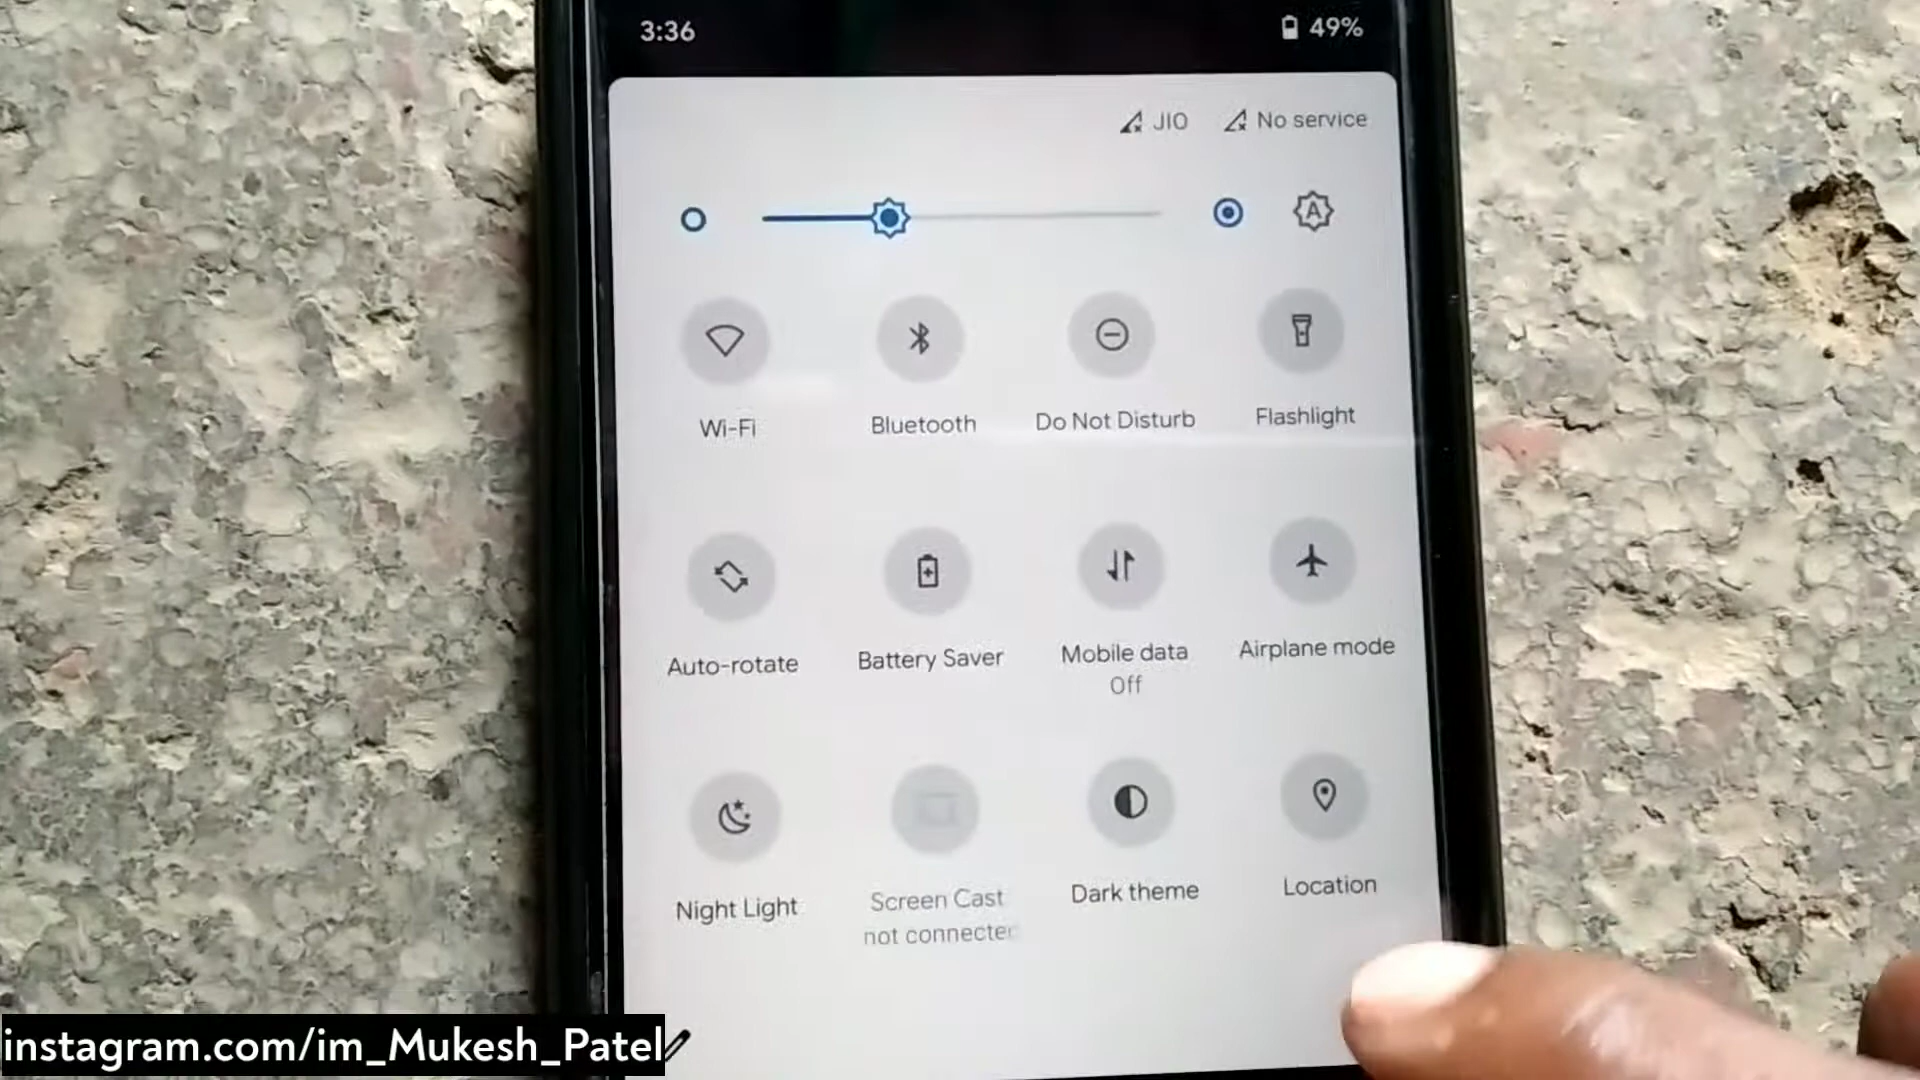 3:36
49%
JIO
No service
A
Wi-Fi
Bluetooth
Do Not Disturb
Flashlight
Auto-rotate
Battery Saver
Mobile data
Off
Airplane mode
Night Light
Screen Cast
not connected
Dark theme
Location
instagram.com/im_Mukesh_Patel